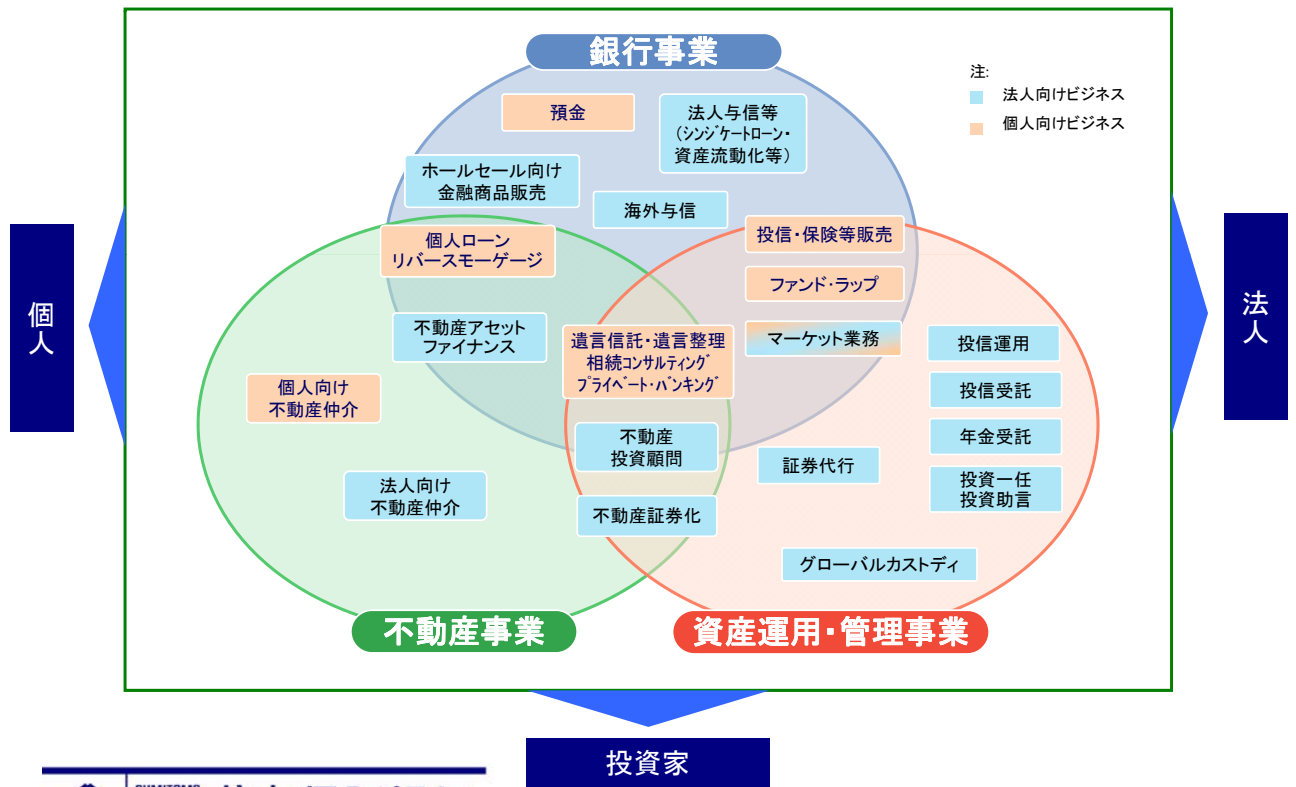 銀行事業
注:
法人向けビジネス
個人向けビジネス
預金
法人与信等
(シンジケートローン・
資産流動化等)
ホールセール向け
金融商品販売
海外与信
個人ローン
リバースモーゲージ
投信・保険等販売
ファンド・ラップ
不動産アセット
ファイナンス
遺言信託・遺言整理
相続コンサルティング
プライベート・バンキング
マーケット業務
投信運用
個人
法人
個人向け
不動産仲介
投信受託
年金受託
不動産
投資顧問
証券代行
投資一任
投資助言
法人向け
不動産仲介
不動産証券化
グローバルカストディ
不動産事業
資産運用・管理事業
投資家
SUMITOMO